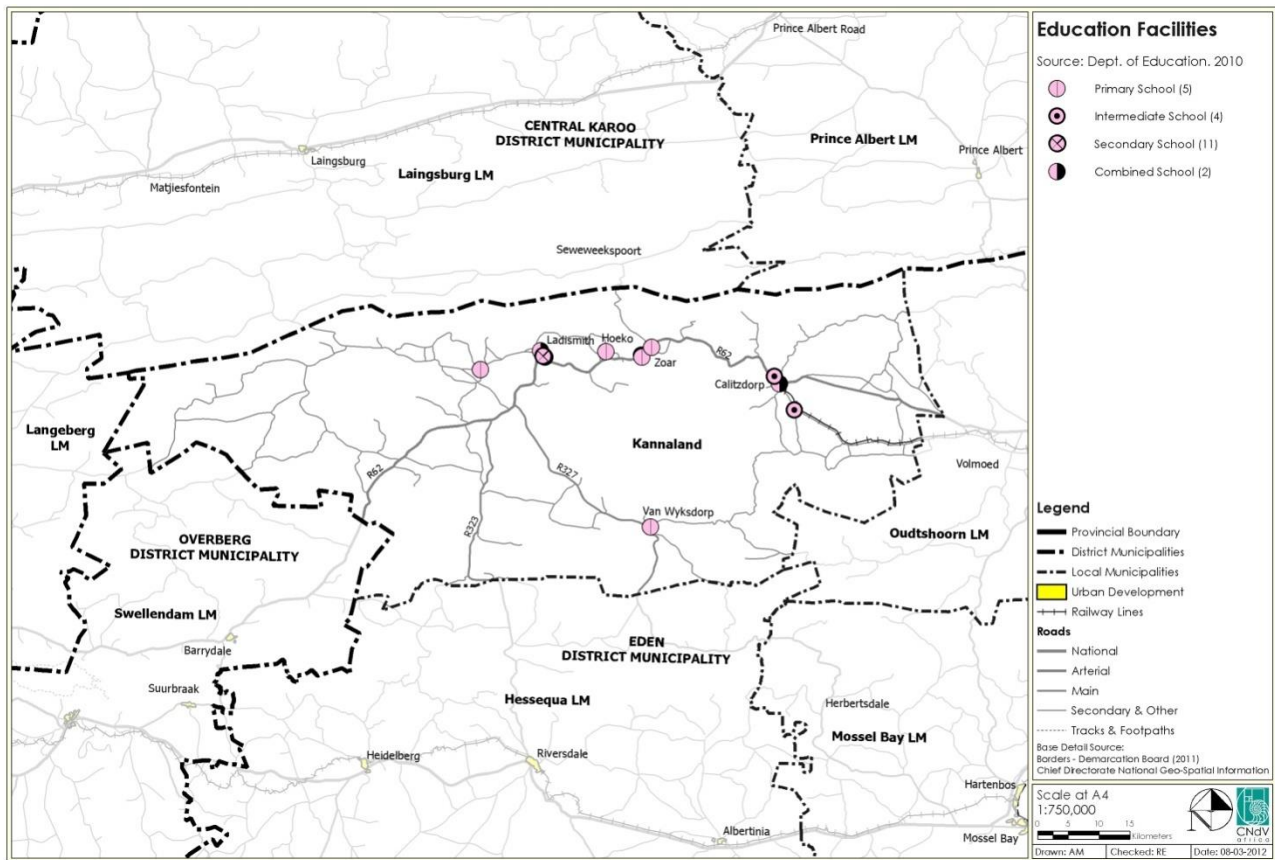 Prince Albert Road
CENTRAL KAROO
DISTRICT MUNICIPALITY
Prince Albert LM
Laingsburg
Laingsburg LM
Prince Albert
Matjiesfontein
Seweweekspoort
Ladismith
Hoeko
Zoar
R62
Calitzdorp
Langeberg
LM
Kannaland
Volmoed
R62
R327
R323
Van Wyksdorp
OVERBERG
DISTRICT MUNICIPALITY
Oudtshoorn LM
Swellendam LM
Barrydale
EDEN
DISTRICT MUNICIPALITY
Suurbraak
Hessequa LM
Herbertsdale
Mossel Bay LM
Heidelberg
Riversdale
Hartenbos
Albertinia
Mossel Bay
Education Facilities
Source: Dept. of Education. 2010
Primary School (5)
Intermediate School (4)
Secondary School (11)
Combined School (2)
Legend
Provincial Boundary
District Municipalities
Local Municipalities
Urban Development
Railway Lines
Roads
National
Arterial
Main
Secondary & Other
Tracks & Footpaths
Base Detail Source:
Borders - Demarcation Board (2011)
Chief Directorate National Geo-Spatial Information
Scale at A4
1:750,000
0 5 10 15
Kilometers
CNdV
africa
Drawn: AM
Checked: RE
Date: 08-03-2012